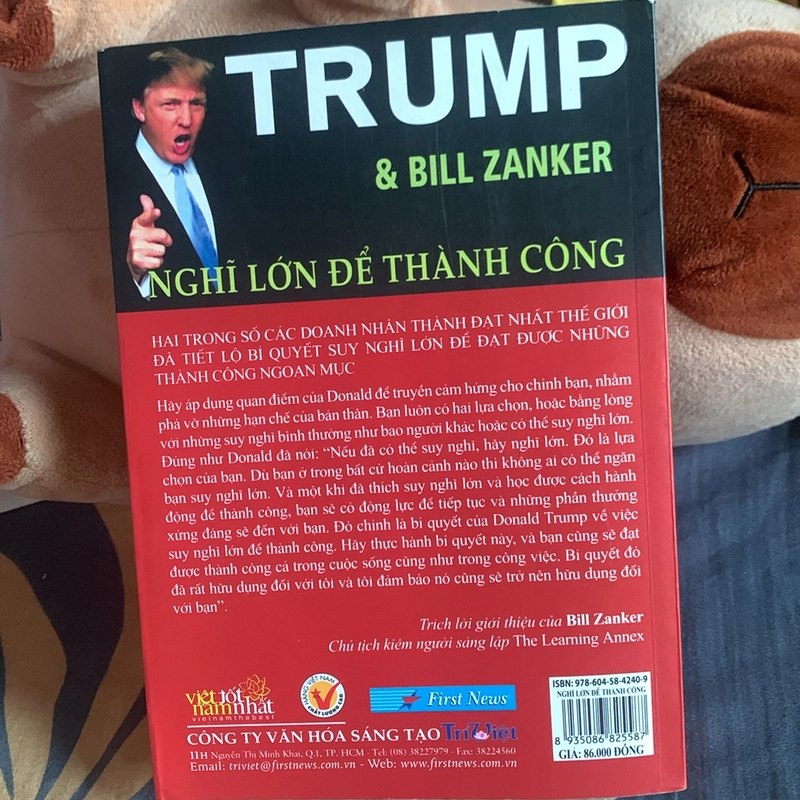 TRUMP
& BILL ZANKER
NGHĨ LỚN ĐỂ THÀNH CÔNG
HAI TRONG SỐ CÁC DOANH NHÂN THÀNH ĐẠT NHẤT THẾ GIỚI
ĐÃ TIẾT LỘ BÍ QUYẾT SUY NGHĨ LỚN ĐỂ ĐẠT ĐƯỢC NHỮNG
THÀNH CÔNG NGOẠN MỤC
Hãy áp dụng quan điểm của Donald để truyền cảm hứng cho chính bạn, nhằm
phá vỡ những hạn chế của bản thân. Bạn luôn có hai lựa chọn, hoặc bằng lòng
với những suy nghĩ bình thường như bao người khác hoặc có thể suy nghĩ lớn.
Đúng như Donald đã nói: “Nếu đã có thể suy nghĩ, hãy nghĩ lớn. Đó là lựa
chọn của bạn. Dù bạn ở trong bất cứ hoàn cảnh nào thì không ai có thể ngăn
bạn suy nghĩ lớn. Và một khi đã thích suy nghĩ lớn và học được cách hành
động để thành công, bạn sẽ có động lực để tiếp tục và những phần thưởng
xứng đáng sẽ đến với bạn. Đó chính là bí quyết của Donald Trump về việc
suy nghĩ lớn để thành công. Hãy thực hành bí quyết này, và bạn cũng sẽ đạt
được thành công cả trong cuộc sống cũng như trong công việc. Bí quyết đó
đã rất hữu dụng đối với tôi và tôi đảm bảo nó cũng sẽ trở nên hữu dụng đối
với bạn”.
Trích lời giới thiệu của Bill Zanker
Chủ tịch kiêm người sáng lập The Learning Annex
việt tốt
nam nhất
vietnamthebest
HÀNG VIỆT NAM
CHẤT LƯỢNG CAO
First News
CÔNG TY VĂN HÓA SÁNG TẠO TríViệt
11H Nguyễn Thị Minh Khai, Q.1, TP. HCM - Tel: (08) 38227979 - Fax: 38224560
Email: triviet@firstnews.com.vn - Web: www.firstnews.com.vn
ISBN: 978-604-58-4240-9
NGHĨ LỚN ĐỂ THÀNH CÔNG
8 935086 825587
GIÁ: 86.000 ĐỒNG